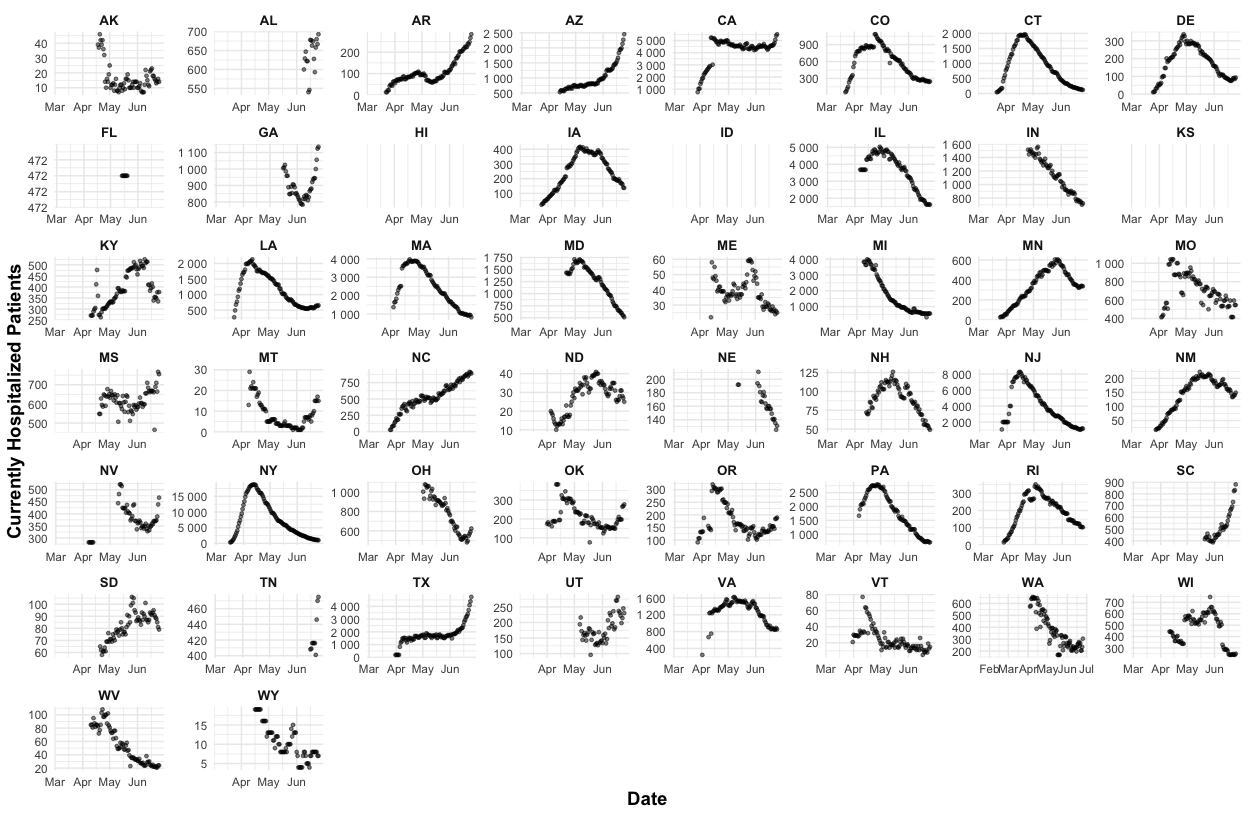 AK AL AR AZ CA CO CT DE
40 30 20 10
Mar Apr May Jun
700 650 600 550
Apr May Jun
200 100 0
Mar Apr May Jun
2 500 2 000 1 500 1 000 500
Apr May Jun
5 000 4 000 3 000 2 000 1 000
Mar Apr May Jun
900 600 300
Mar Apr May Jun
2 000 1 500 1 000 500 0
Apr May Jun
300 200 100 0
Mar Apr May Jun
FL GA HI IA ID IL IN KS
472 472 472 472
Mar Apr May Jun
1 100 1 000 900 800
Mar Apr May Jun
Apr May Jun
400 300 200 100
Apr May Jun
Apr May Jun
5 000 4 000 3 000 2 000
Mar Apr May Jun
1 600 1 400 1 200 1 000 800
Mar Apr May Jun
Apr May Jun
Currently Hospitalized Patients
KY LA MA MD ME MI MN MO
500 450 400 350 300 250
Mar Apr May Jun
2 000 1 500 1 000 500
Apr May Jun
4 000 3 000 2 000 1 000
Mar Apr May Jun
1 750 1 500 1 250 1 000 750 500
Mar Apr May Jun
60 50 40 30
Mar Apr May Jun
4 000 3 000 2 000 1 000
Mar Apr May Jun
600 400 200 0
Mar Apr May Jun
1 000 800 600 400
Apr May Jun
MS MT NC ND NE NH NJ NM
700 600 500
Apr May Jun
30 20 10 0
Mar Apr May Jun
750 500 250 0
Mar Apr May Jun
40 30 20 10
Apr May Jun
200 180 160 140
Mar Apr May Jun
125 100 75 50
Mar Apr May Jun
8 000 6 000 4 000 2 000
Mar Apr May Jun
200 150 100 50
Apr May Jun
NV NY OH OK OR PA RI SC
500 450 400 350 300
Mar Apr May Jun
15 000 10 000 5 000 0
Mar Apr May Jun
1 000 800 600
Mar Apr May Jun
300 200 100
Mar Apr May Jun
300 250 200 150 100
Mar Apr May Jun
2 500 2 000 1 500 1 000
Mar Apr May Jun
300 200 100 0
Mar Apr May Jun
900 800 700 600 500 400
Mar Apr May Jun
SD TN TX UT VA VT WA WI
100 90 80 70 60
Mar Apr May Jun
460 440 420 400
Mar Apr May Jun
4 000 3 000 2 000 1 000 0
Mar Apr May Jun
250 200 150 100
Mar Apr May Jun
1 600 1 200 800 400
Mar Apr May Jun
80 60 40 20
Mar Apr May Jun
600 500 400 300 200
Feb Mar Apr May Jun Jul
700 600 500 400 300
Mar Apr May Jun
WV WY
100 80 60 40 20
Mar Apr May Jun
15 10 5
Apr May Jun
Date